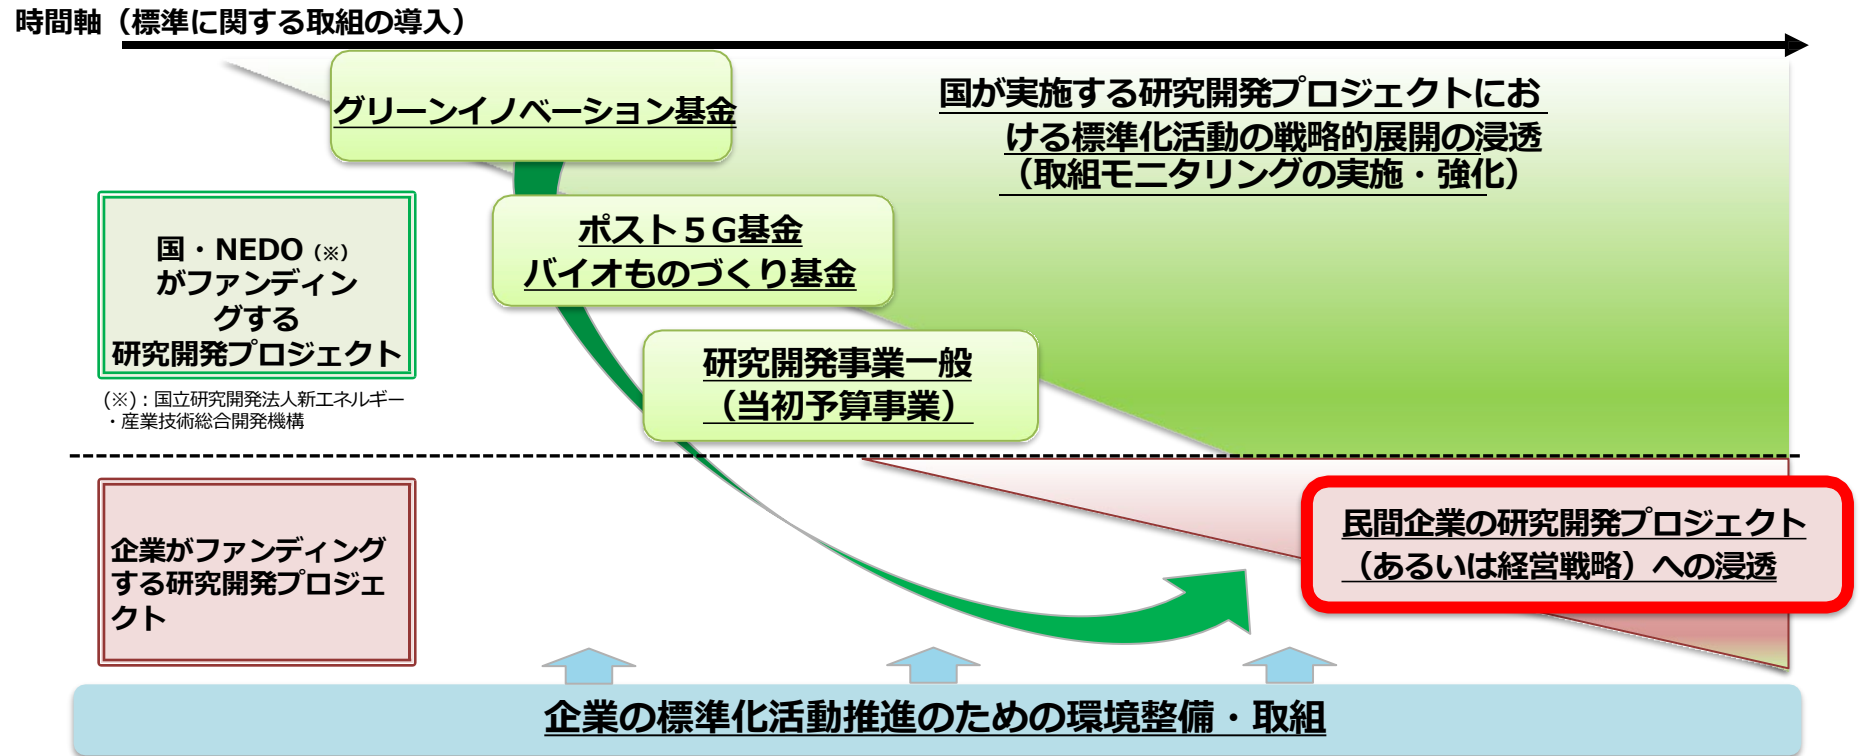 時間軸（標準に関する取組の導入）
グリーンイノベーション基金
国が実施する研究開発プロジェクトにお
ける標準化活動の戦略的展開の浸透
（取組モニタリングの実施・強化）
国・NEDO（※）
がファンディン
グする
研究開発プロジェクト
(※)：国立研究開発法人新エネルギー
・産業技術総合開発機構
ポスト５G基金
バイオものづくり基金
研究開発事業一般
（当初予算事業）
企業がファンディング
する研究開発プロジェ
クト
民間企業の研究開発プロジェクト
（あるいは経営戦略）への浸透
企業の標準化活動推進のための環境整備・取組